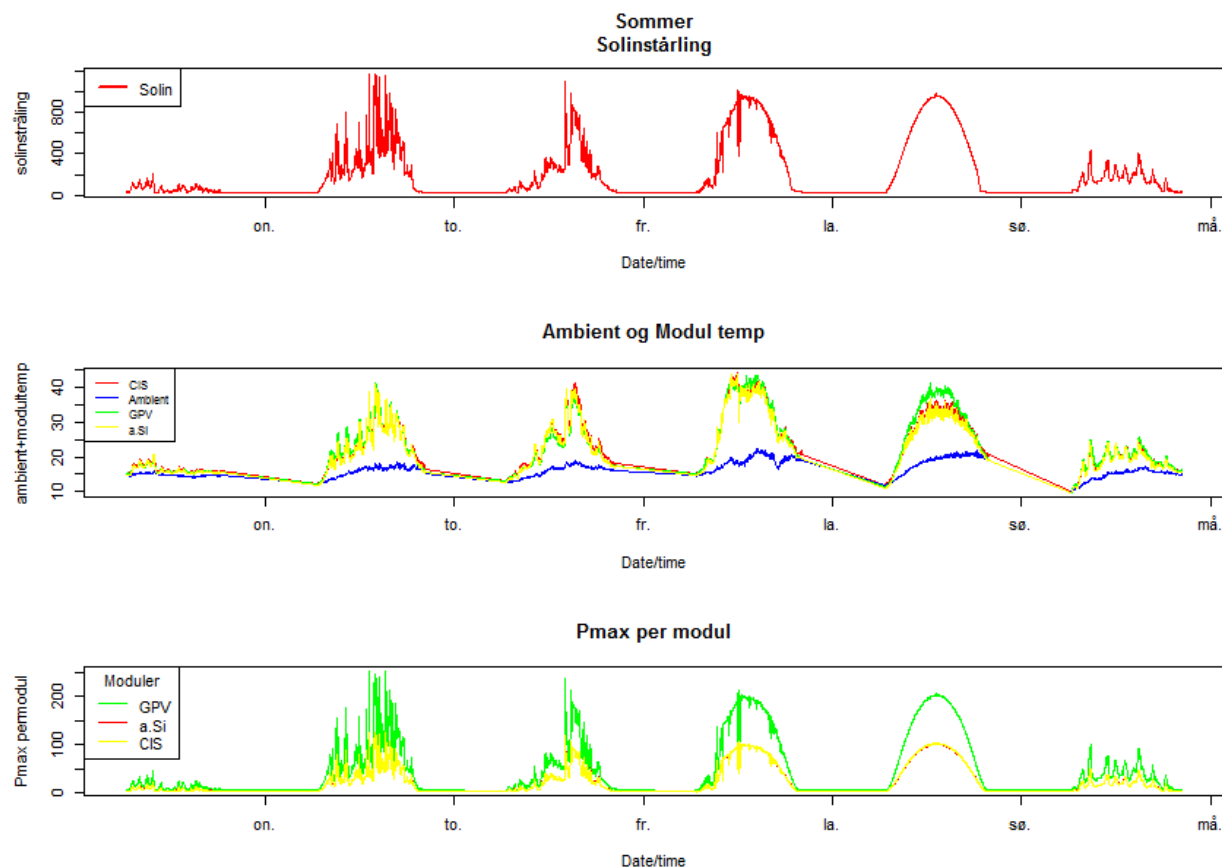 Sommer
Solinstårling
solinstråling
0 400 800
Solin
on. to. fr. la. sø. må.
Date/time
Ambient og Modul temp
ambient+modultemp
10 20 30 40
CIS
Ambient
GPV
a.Si
on. to. fr. la. sø. må.
Date/time
Pmax per modul
Pmax permodul
0 100 200
Moduler
GPV
a.Si
CIS
on. to. fr. la. sø. må.
Date/time